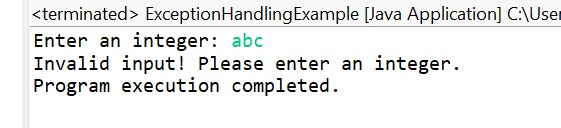 <terminated> ExceptionHandlingExample [Java Application] C:\User
Enter an integer: abc
Invalid input! Please enter an integer.
Program execution completed.